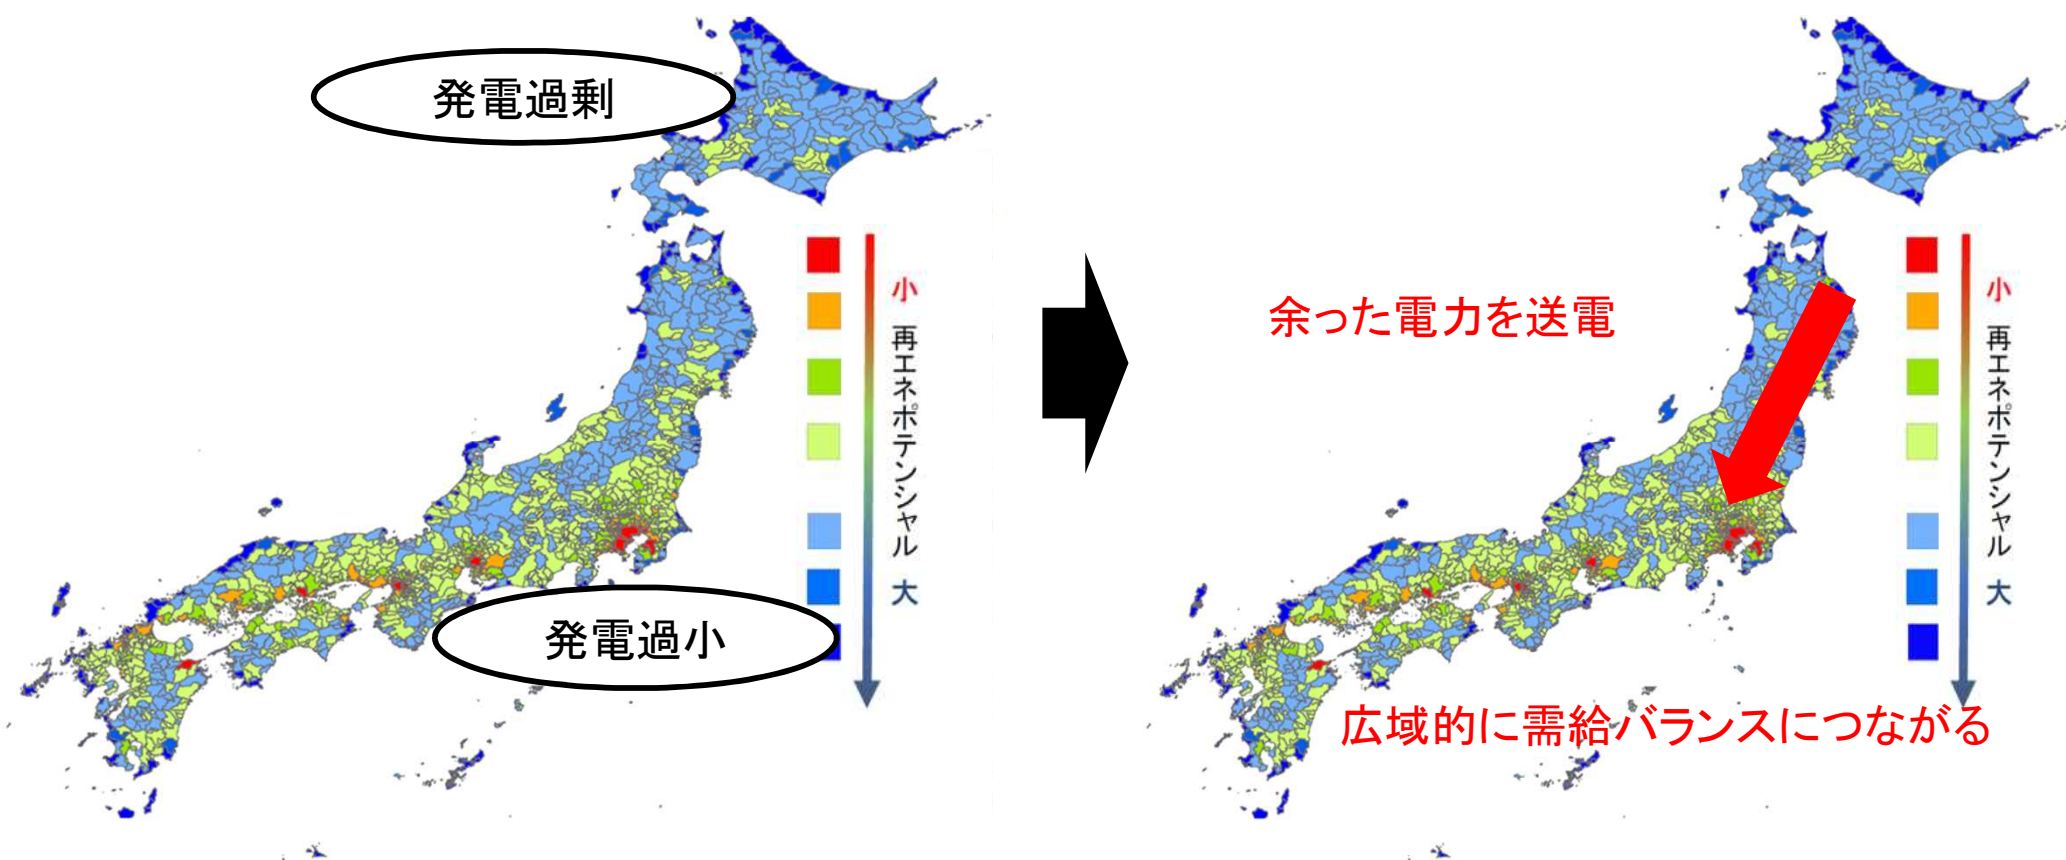 発電過剰
小
再エネポテンシャル
大
発電過小
余った電力を送電
小
再エネポテンシャル
大
広域的に需給バランスにつながる